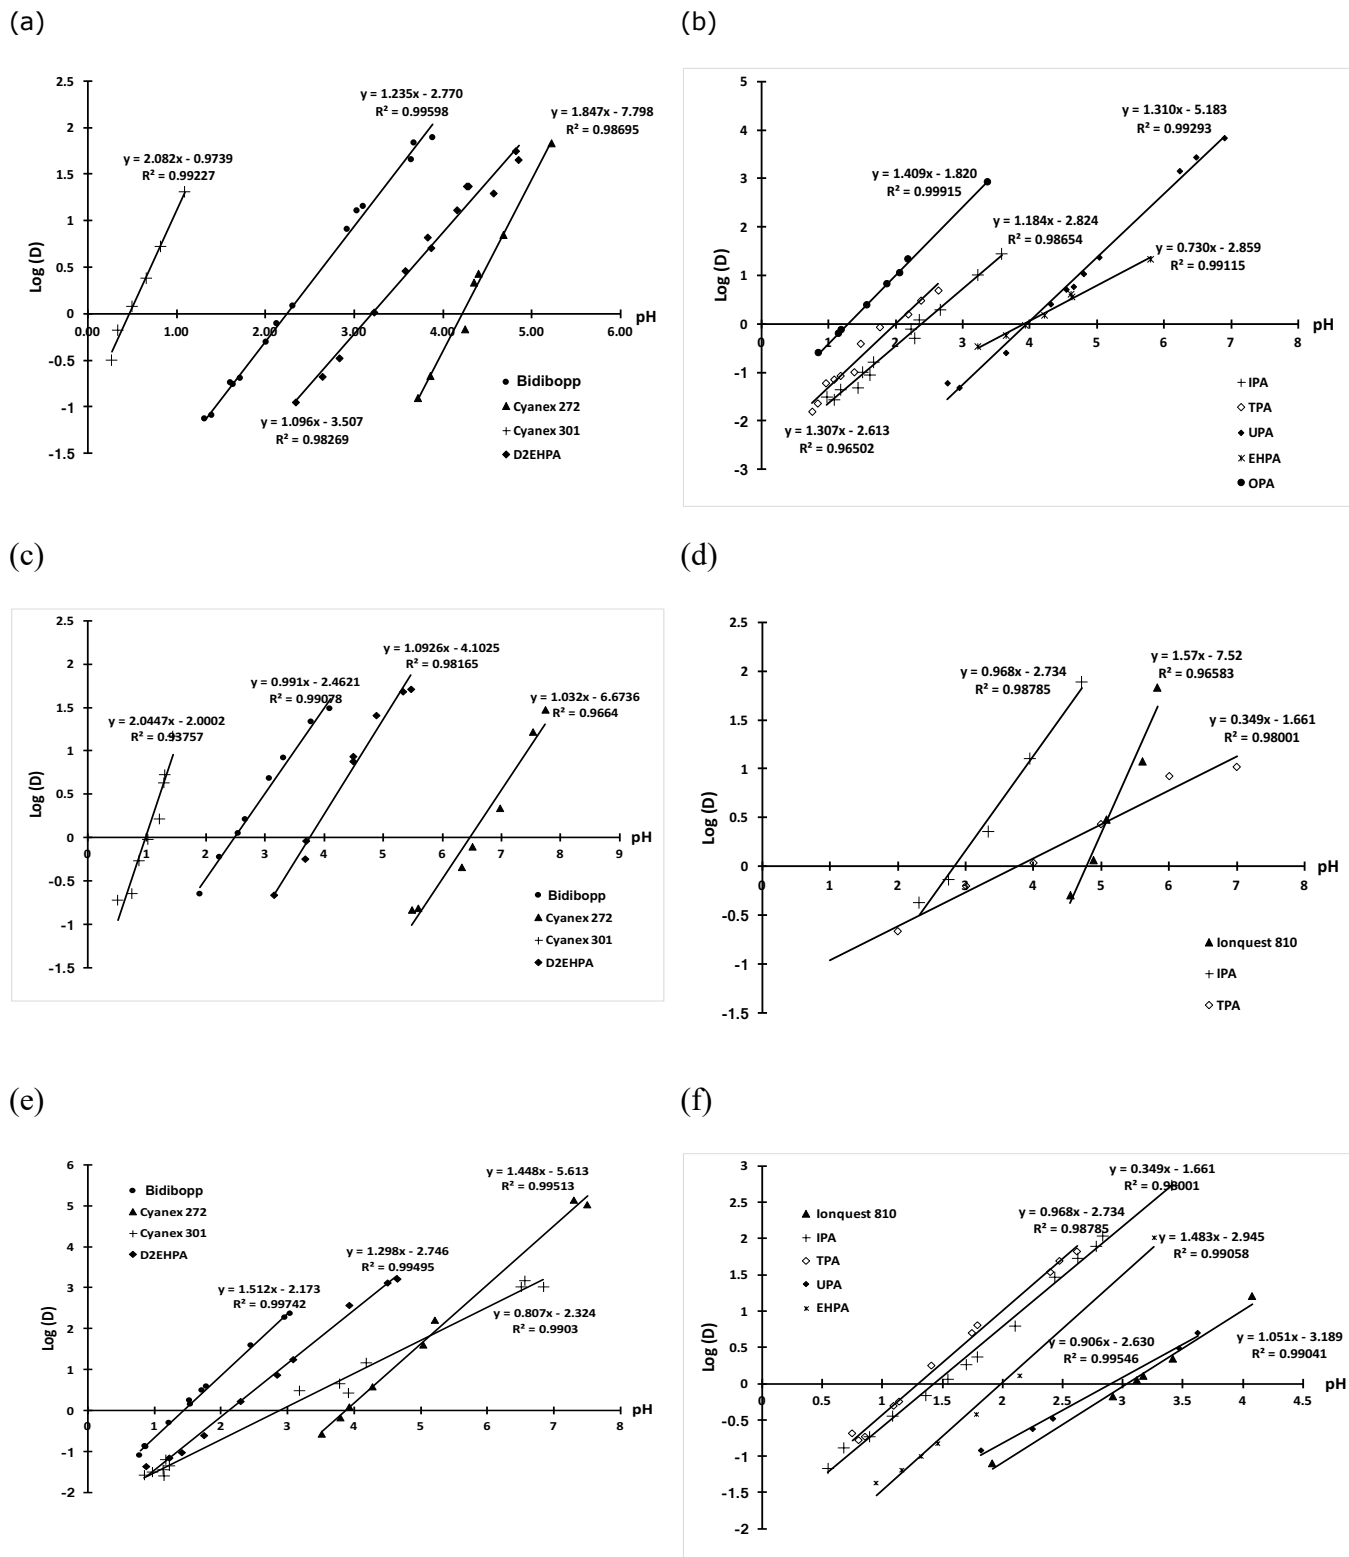 (a)
2.5
2
1.5
1
0.5
0
-0.5
-1
-1.5
Log (D)
0.00 1.00 2.00 3.00 4.00 5.00 6.00
pH
y = 2.082x - 0.9739
R² = 0.99227
y = 1.235x - 2.770
R² = 0.99598
y = 1.847x - 7.798
R² = 0.98695
y = 1.096x - 3.507
R² = 0.98269
Bidibopp
Cyanex 272
Cyanex 301
D2EHPA
(b)
5
4
3
2
1
0
-1
-2
-3
Log (D)
0 1 2 3 4 5 6 7 8
pH
y = 1.310x - 5.183
R² = 0.99293
y = 1.409x - 1.820
R² = 0.99915
y = 1.184x - 2.824
R² = 0.98654
y = 0.730x - 2.859
R² = 0.99115
y = 1.307x - 2.613
R² = 0.96502
IPA
TPA
UPA
EHPA
OPA
(c)
2.5
2
1.5
1
0.5
0
-0.5
-1
-1.5
Log (D)
0 1 2 3 4 5 6 7 8 9
pH
y = 2.0447x - 2.0002
R² = 0.93757
y = 0.991x - 2.4621
R² = 0.99078
y = 1.0926x - 4.1025
R² = 0.98165
y = 1.032x - 6.6736
R² = 0.9664
Bidibopp
Cyanex 272
Cyanex 301
D2EHPA
(d)
2.5
2
1.5
1
0.5
0
-0.5
-1
-1.5
Log (D)
0 1 2 3 4 5 6 7 8
pH
y = 0.968x - 2.734
R² = 0.98785
y = 1.57x - 7.52
R² = 0.96583
y = 0.349x - 1.661
R² = 0.98001
Ionquest 810
IPA
TPA
(e)
6
5
4
3
2
1
0
-1
-2
Log (D)
0 1 2 3 4 5 6 7 8
pH
Bidibopp
Cyanex 272
Cyanex 301
D2EHPA
y = 1.448x - 5.613
R² = 0.99513
y = 1.298x - 2.746
R² = 0.99495
y = 1.512x - 2.173
R² = 0.99742
y = 0.807x - 2.324
R² = 0.9903
(f)
3
2.5
2
1.5
1
0.5
0
-0.5
-1
-1.5
-2
Log (D)
0 0.5 1 1.5 2 2.5 3 3.5 4 4.5
pH
Ionquest 810
IPA
TPA
UPA
EHPA
y = 0.349x - 1.661
R² = 0.98001
y = 0.968x - 2.734
R² = 0.98785
y = 1.483x - 2.945
R² = 0.99058
y = 0.906x - 2.630
R² = 0.99546
y = 1.051x - 3.189
R² = 0.99041